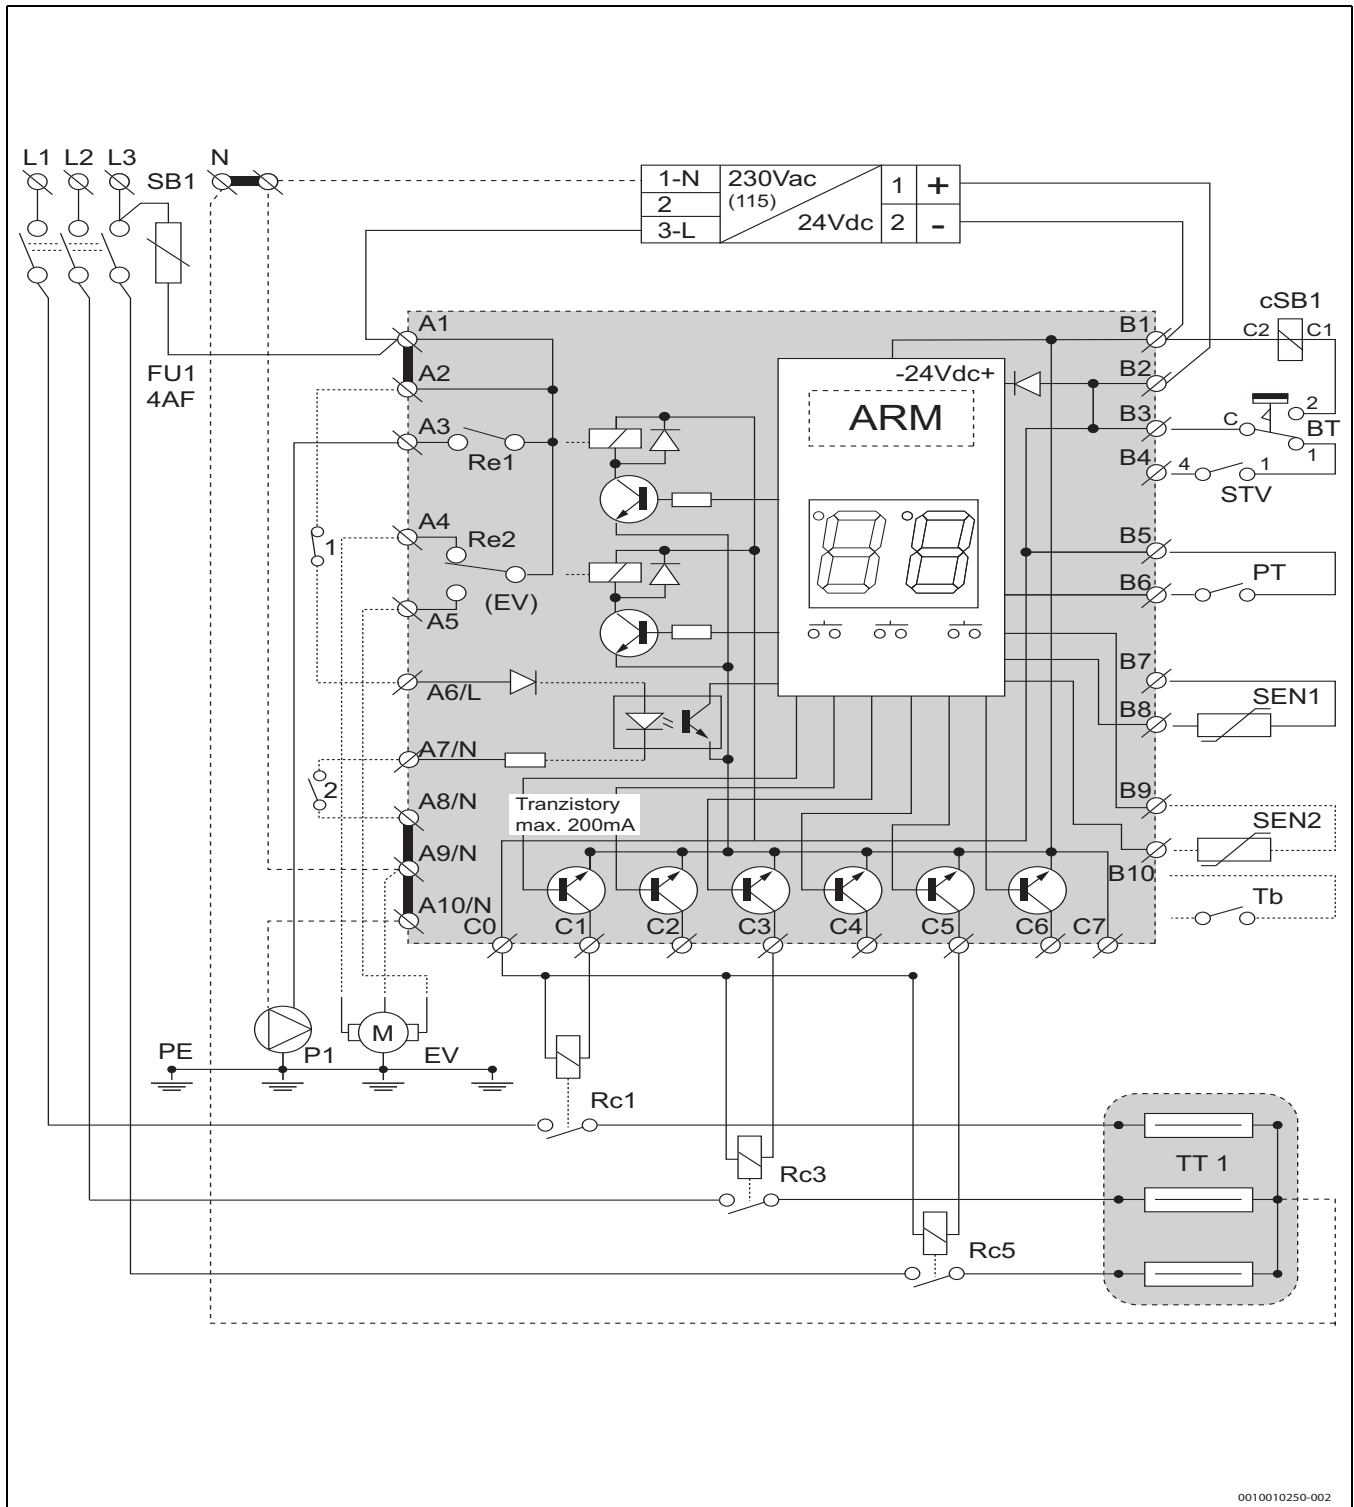 L1 L2 L3 SB1 N
1-N 230Vac 1 +
2 (115)
3-L 24Vdc 2 -
FU1
4AF
A1
A2
A3
Re1
A4
Re2
(EV)
A5
A6/L
A7/N
A8/N
A9/N
A10/N
1
2
-24Vdc+
ARM
8 8
Tranzistory
max. 200mA
B1
B2
B3
B4
B5
B6
B7
B8
B9
B10
cSB1
C2 C1
2
C BT
1
4 1
STV
PT
SEN1
SEN2
Tb
C0 C1 C2 C3 C4 C5 C6 C7
PE P1 M EV
Rc1
Rc3
Rc5
TT 1
0010010250-002